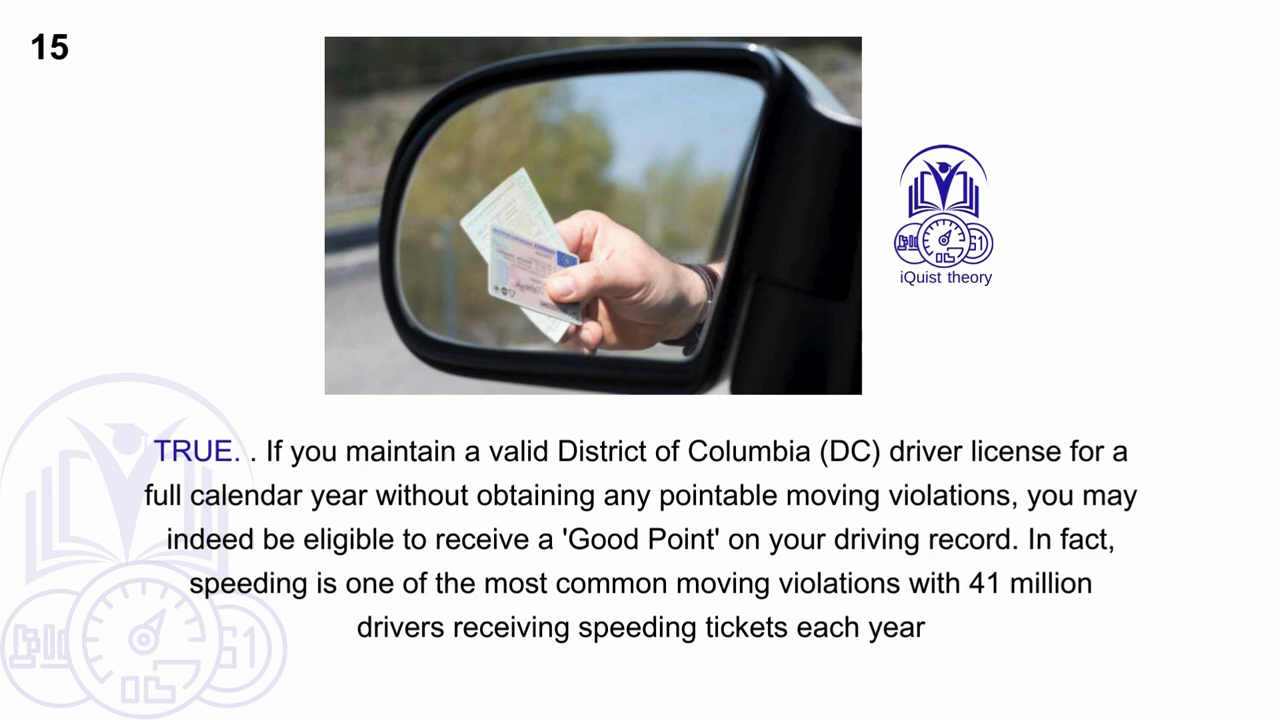 15
iQuist theory
TRUE. . If you maintain a valid District of Columbia (DC) driver license for a
full calendar year without obtaining any pointable moving violations, you may
indeed be eligible to receive a 'Good Point' on your driving record. In fact,
speeding is one of the most common moving violations with 41 million
drivers receiving speeding tickets each year